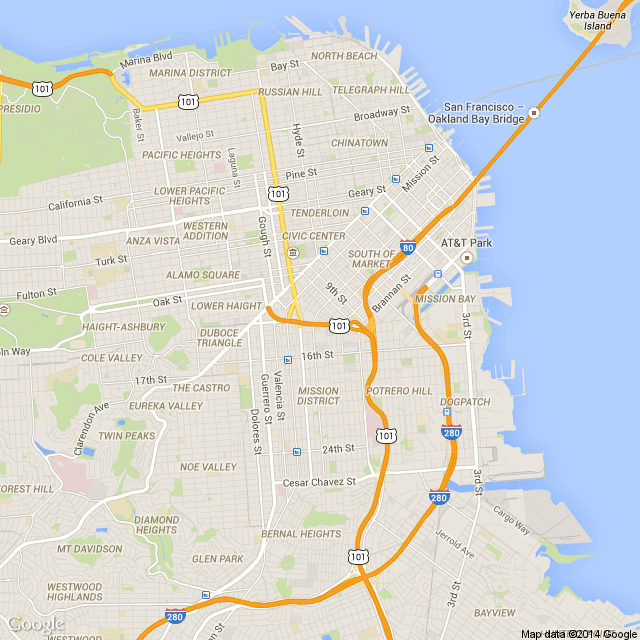 Yerba Buena
Island
Marina Blvd
NORTH BEACH
Bay St
MARINA DISTRICT
101
RUSSIAN HILL
TELEGRAPH HILL
101
PRESIDIO
Baker St
Broadway St
San Francisco –
Oakland Bay Bridge
Vallejo St
Hyde St
CHINATOWN
PACIFIC HEIGHTS
Laguna St
Mission St
Pine St
LOWER PACIFIC
HEIGHTS
101
Geary St
California St
TENDERLOIN
WESTERN
ADDITION
Gough St
Geary Blvd
ANZA VISTA
CIVIC CENTER
80
AT&T Park
Turk St
SOUTH OF
MARKET
ALAMO SQUARE
9th St
Brannan St
Fulton St
Oak St
LOWER HAIGHT
MISSION BAY
HAIGHT-ASHBURY
101
3rd St
DUBOCE
TRIANGLE
ln Way
COLE VALLEY
16th St
17th St
THE CASTRO
Guerrero St
Valencia St
MISSION
DISTRICT
POTRERO HILL
DOGPATCH
EUREKA VALLEY
Clarendon Ave
Dolores St
TWIN PEAKS
101
280
24th St
NOE VALLEY
3rd St
FOREST HILL
Cesar Chavez St
280
DIAMOND
HEIGHTS
Cargo Way
BERNAL HEIGHTS
Jerrold Ave
MT DAVIDSON
GLEN PARK
101
WESTWOOD
HIGHLANDS
3rd St
280
BAYVIEW
Google
Map data ©2014 Google